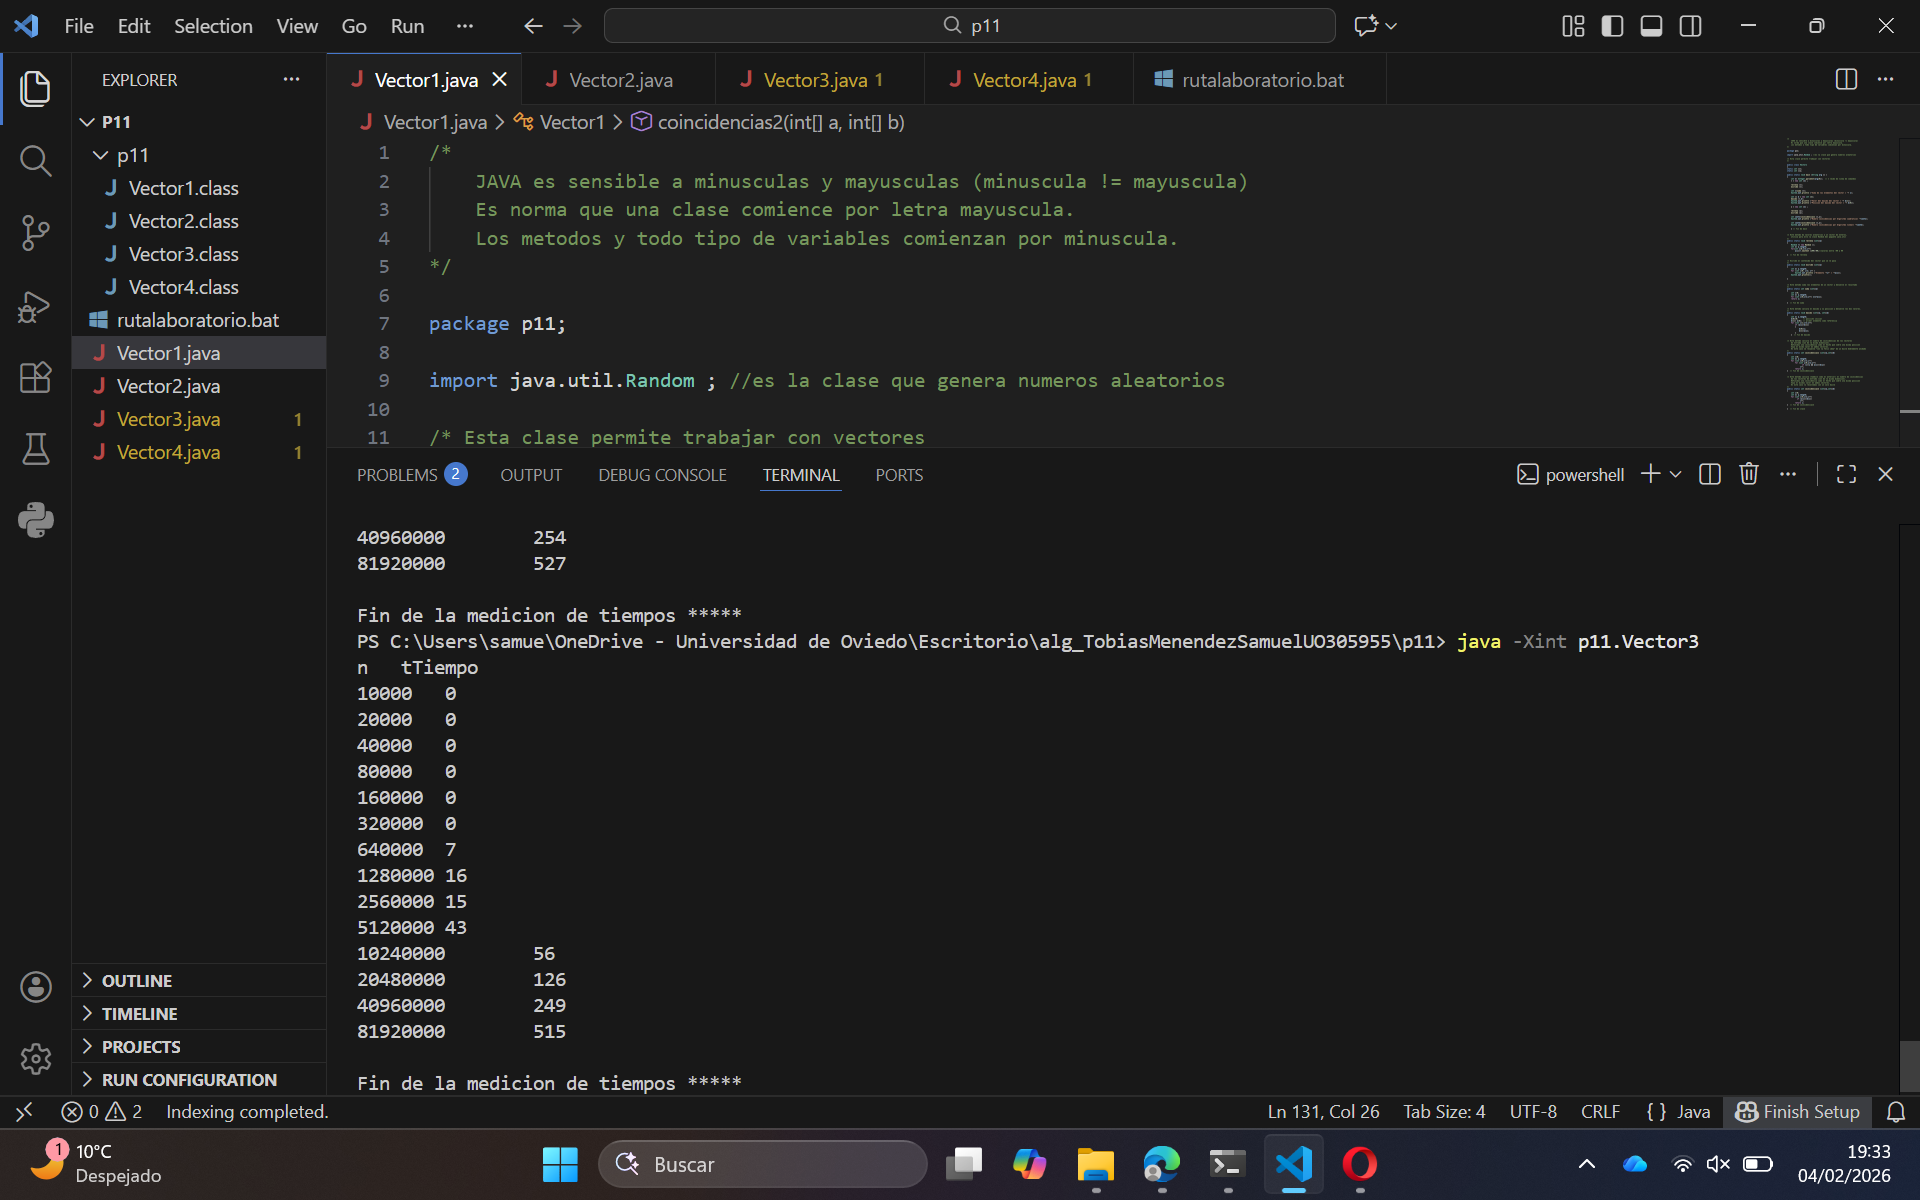 File Edit Selection View Go Run ··· p11
EXPLORER ···
P11
p11
Vector1.class
Vector2.class
Vector3.class
Vector4.class
rutalaboratorio.bat
Vector1.java
Vector2.java
Vector3.java 1
Vector4.java 1
OUTLINE
TIMELINE
PROJECTS
RUN CONFIGURATION
Vector1.java Vector2.java Vector3.java 1 Vector4.java 1 rutalaboratorio.bat
Vector1.java > Vector1 > coincidencias2(int[] a, int[] b)
1 /*
2 JAVA es sensible a minusculas y mayusculas (minuscula != mayuscula)
3 Es norma que una clase comience por letra mayuscula.
4 Los metodos y todo tipo de variables comienzan por minuscula.
5 */
6
7 package p11;
8
9 import java.util.Random ; //es la clase que genera numeros aleatorios
10
11 /* Esta clase permite trabajar con vectores
PROBLEMS 2 OUTPUT DEBUG CONSOLE TERMINAL PORTS powershell
40960000 254
81920000 527
Fin de la medicion de tiempos *****
PS C:\Users\samue\OneDrive - Universidad de Oviedo\Escritorio\alg_TobiasMenendezSamuelUO305955\p11> java -Xint p11.Vector3
n tTiempo
10000 0
20000 0
40000 0
80000 0
160000 0
320000 0
640000 7
1280000 16
2560000 15
5120000 43
10240000 56
20480000 126
40960000 249
81920000 515
Fin de la medicion de tiempos *****
0 2 Indexing completed. Ln 131, Col 26 Tab Size: 4 UTF-8 CRLF { } Java Finish Setup
1 10°C
Despejado
Buscar
19:33
04/02/2026